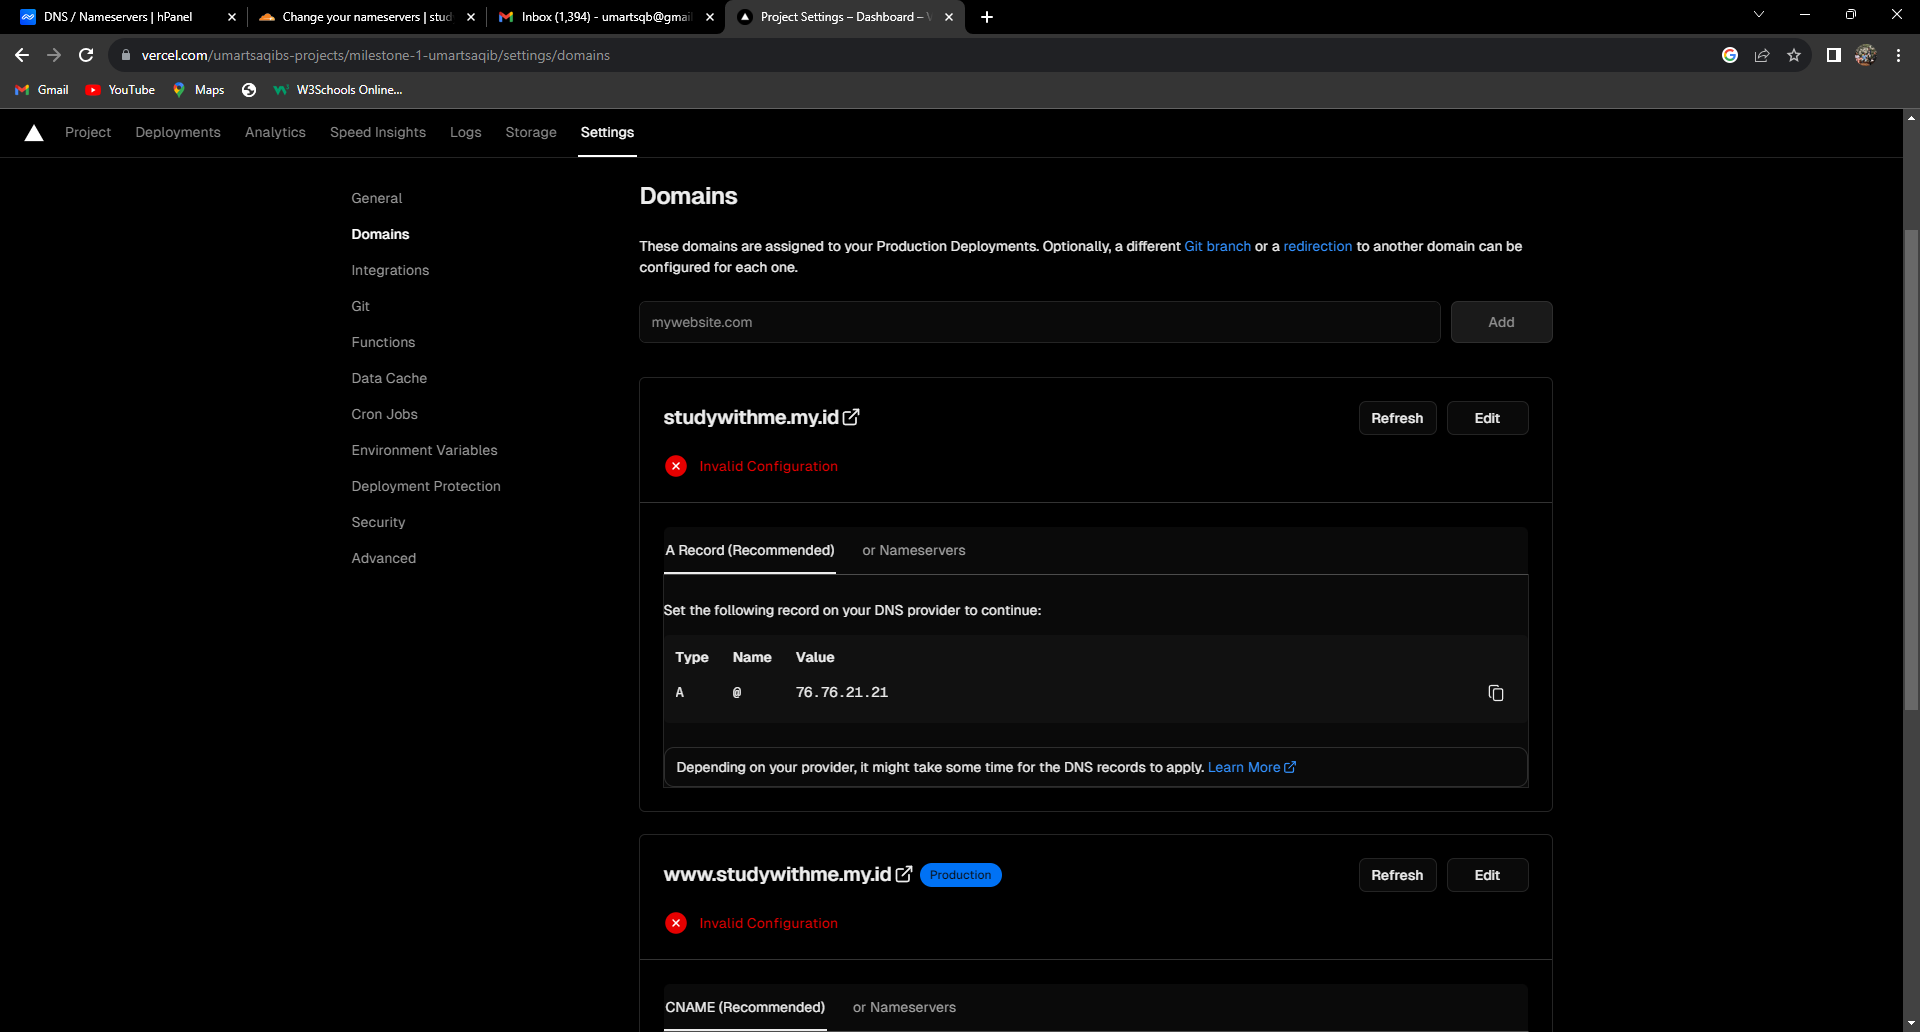 DNS / Nameservers | hPanel
Change your nameservers | stud
Inbox (1,394) - umartsqb@gmail
Project Settings – Dashboard – V
vercel.com/umartsaqibs-projects/milestone-1-umartsaqib/settings/domains
Gmail
YouTube
Maps
W3Schools Online...
Project
Deployments
Analytics
Speed Insights
Logs
Storage
Settings
General
Domains
Integrations
Git
Functions
Data Cache
Cron Jobs
Environment Variables
Deployment Protection
Security
Advanced
Domains
These domains are assigned to your Production Deployments. Optionally, a different Git branch or a redirection to another domain can be
configured for each one.
mywebsite.com
Add
studywithme.my.id
Refresh
Edit
Invalid Configuration
A Record (Recommended)
or Nameservers
Set the following record on your DNS provider to continue:
Type Name Value
A @ 76.76.21.21
Depending on your provider, it might take some time for the DNS records to apply. Learn More
www.studywithme.my.id
Production
Refresh
Edit
Invalid Configuration
CNAME (Recommended)
or Nameservers